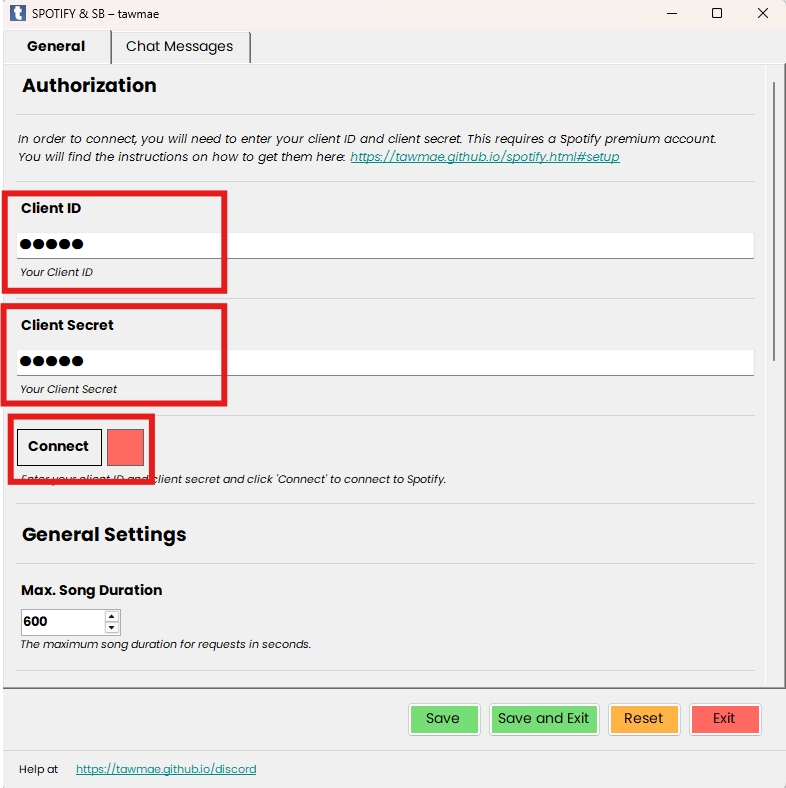 SPOTIFY & SB – tawmae
General
Chat Messages
Authorization
In order to connect, you will need to enter your client ID and client secret. This requires a Spotify premium account.
You will find the instructions on how to get them here: https://tawmae.github.io/spotify.html#setup
Client ID
●●●●●
Your Client ID
Client Secret
●●●●●
Your Client Secret
Connect
Enter your client ID and client secret and click 'Connect' to connect to Spotify.
General Settings
Max. Song Duration
600
The maximum song duration for requests in seconds.
Save
Save and Exit
Reset
Exit
Help at
https://tawmae.github.io/discord